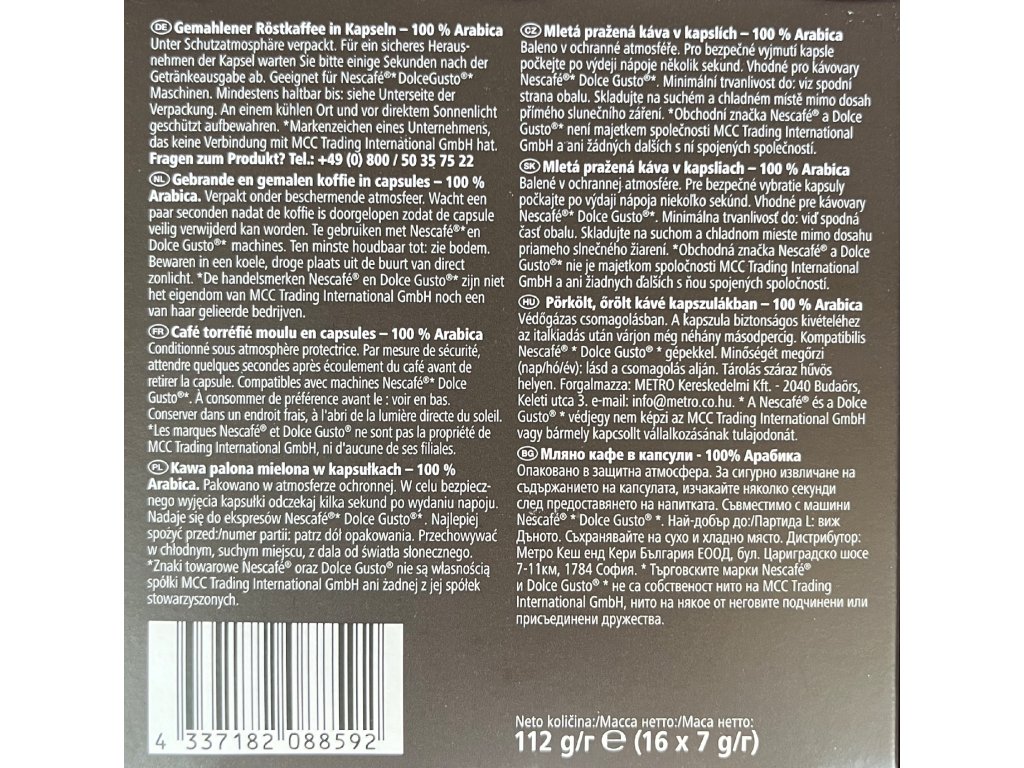 DE Gemahlener Röstkaffee in Kapseln – 100 % Arabica
Unter Schutzatmosphäre verpackt. Für ein sicheres Heraus-
nehmen der Kapsel warten Sie bitte einige Sekunden nach der
Getränkeausgabe ab. Geeignet für Nescafé®* DolceGusto®*
Maschinen. Mindestens haltbar bis: siehe Unterseite der
Verpackung. An einem kühlen Ort und vor direktem Sonnenlicht
geschützt aufbewahren. *Markenzeichen eines Unternehmens,
das keine Verbindung mit MCC Trading International GmbH hat.
Fragen zum Produkt? Tel.: +49 (0) 800 / 50 35 75 22
NL Gebrande en gemalen koffie in capsules – 100 %
Arabica. Verpakt onder beschermende atmosfeer. Wacht een
paar seconden nadat de koffie is doorgelopen zodat de capsule
veilig verwijderd kan worden. Te gebruiken met Nescafé®* en
Dolce Gusto®* machines. Ten minste houdbaar tot: zie bodem.
Bewaren in een koele, droge plaats uit de buurt van direct
zonlicht. *De handelsmerken Nescafé® en Dolce Gusto® zijn niet
het eigendom van MCC Trading International GmbH noch een
van haar gelieerde bedrijven.
FR Café torréfié moulu en capsules – 100 % Arabica
Conditionné sous atmosphère protectrice. Par mesure de sécurité,
attendre quelques secondes après écoulement du café avant de
retirer la capsule. Compatibles avec machines Nescafé®* Dolce
Gusto®*. À consommer de préférence avant le : voir en bas.
Conserver dans un endroit frais, à l'abri de la lumière directe du soleil.
*Les marques Nescafé® et Dolce Gusto® ne sont pas la propriété de
MCC Trading International GmbH, ni d'aucune de ses filiales.
PL Kawa palona mielona w kapsułkach – 100 %
Arabica. Pakowano w atmosferze ochronnej. W celu bezpiecz-
nego wyjęcia kapsułki odczekaj kilka sekund po wydaniu napoju.
Nadaje się do ekspresów Nescafé®* Dolce Gusto®*. Najlepiej
spożyć przed:/numer partii: patrz dół opakowania. Przechowywać
w chłodnym, suchym miejscu, z dala od światła słonecznego.
*Znaki towarowe Nescafé® oraz Dolce Gusto® nie są własnością
spółki MCC Trading International GmbH ani żadnej z jej spółek
stowarzyszonych.
4 337182 088592
CZ Mletá pražená káva v kapslích – 100 % Arabica
Baleno v ochranné atmosféře. Pro bezpečné vyjmutí kapsle
počkejte po výdeji nápoje několik sekund. Vhodné pro kávovary
Nescafé®* Dolce Gusto®*. Minimální trvanlivost do: viz spodní
strana obalu. Skladujte na suchém a chladném místě mimo dosah
přímého slunečního záření. *Obchodní značka Nescafé® a Dolce
Gusto®* není majetkem společnosti MCC Trading International
GmbH a ani žádných dalších s ní spojených společností.
SK Mletá pražená káva v kapsliach – 100 % Arabica
Balené v ochrannej atmosfére. Pre bezpečné vybratie kapsuly
počkajte po výdaji nápoja niekoľko sekúnd. Vhodné pre kávovary
Nescafé®* Dolce Gusto®*. Minimálna trvanlivosť do: viď spodná
časť obalu. Skladujte na suchom a chladnom mieste mimo dosahu
priameho slnečného žiarení. *Obchodná značka Nescafé® a Dolce
Gusto®* nie je majetkom spoločnosti MCC Trading International
GmbH a ani žiadnych ďalších s ňou spojených spoločností.
HU Pörkölt, őrölt kávé kapszulákban – 100 % Arabica
Védőgázas csomagolásban. A kapszula biztonságos kivételéhez
az italkiadás után várjon még néhány másodpercig. Kompatibilis
Nescafé® * Dolce Gusto® * gépekkel. Minőségét megőrzi
(nap/hó/év): lásd a csomagolás alján. Tárolás száraz hűvös
helyen. Forgalmazza: METRO Kereskedelmi Kft. - 2040 Budaörs,
Keleti utca 3. e-mail: info@metro.co.hu. * A Nescafé® és a Dolce
Gusto® * védjegy nem képzi az MCC Trading International GmbH
vagy bármely kapcsolt vállalkozásának tulajdonát.
BG Мляно кафе в капсули - 100% Арабика
Опаковано в защитна атмосфера. За сигурно извличане на
съдържанието на капсулата, изчакайте няколко секунди
след предоставянето на напитката. Съвместимо с машини
Nescafé® * Dolce Gusto® *. Най-добър до:/Партида L: виж
Дъното. Съхранявайте на сухо и хладно място. Дистрибутор:
Метро Кеш енд Кери България ЕООД, бул. Цариградско шосе
7-11км, 1784 София. * Търговските марки Nescafé®
и Dolce Gusto® * не са собственост нито на MCC Trading
International GmbH, нито на някое от неговите подчинени или
присъединени дружества.
Neto količina:/Масса нетто:/Маса нето:
112 g/г ℮ (16 x 7 g/г)